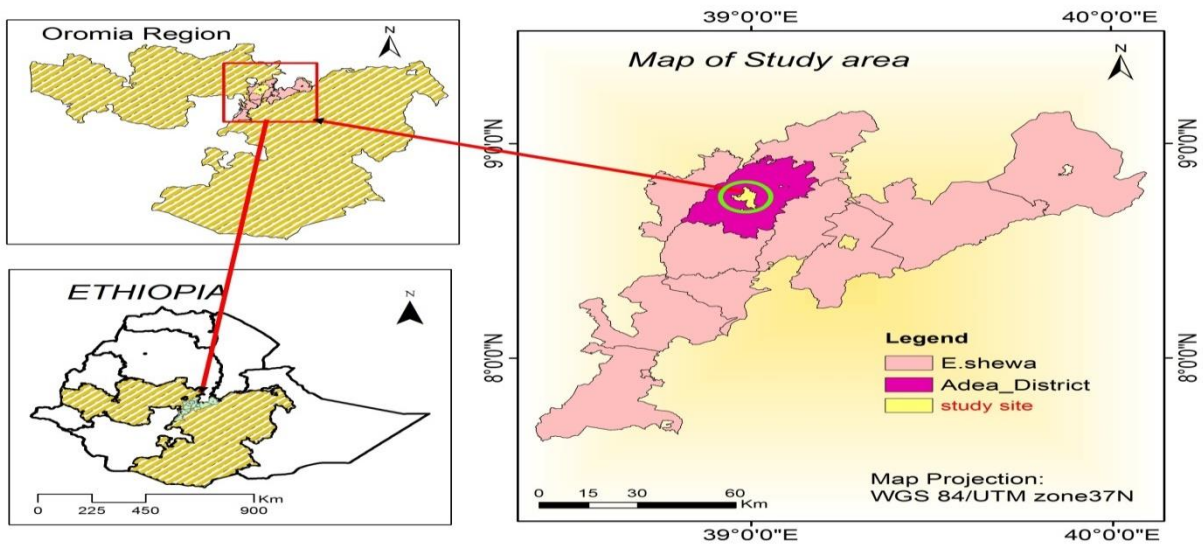 Oromia Region
N
ETHIOPIA
N
Km
0 225 450 900
39°0'0"E 40°0'0"E
Map of Study area
N
9°0'0"N
9°0'0"N
8°0'0"N
8°0'0"N
Legend
E.shewa
Adea_District
study site
Map Projection:
WGS 84/UTM zone37N
0 15 30 60
Km
39°0'0"E 40°0'0"E